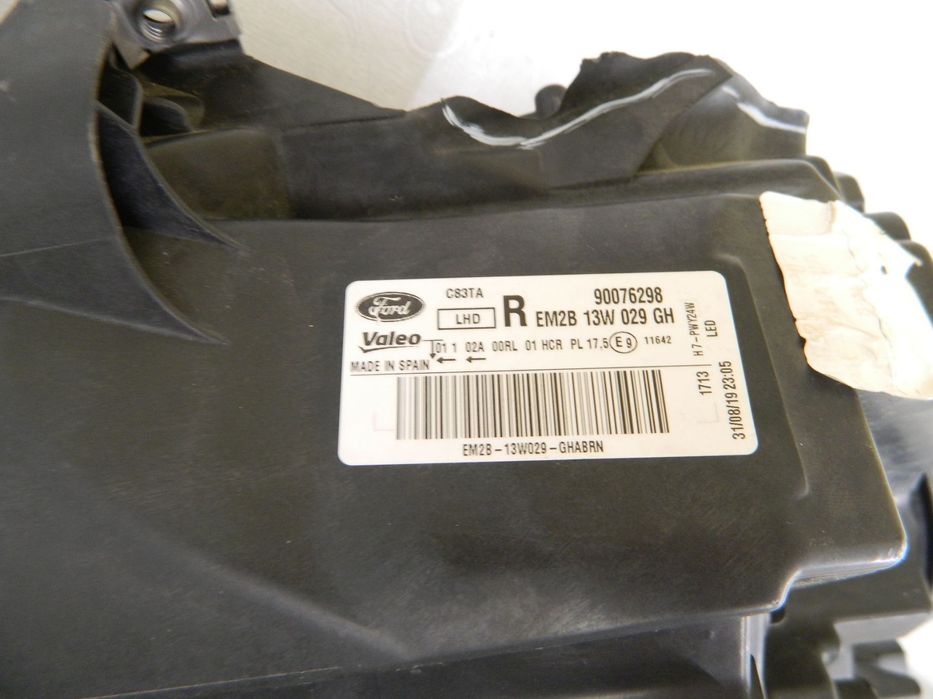 CS3TA
Ford
LHD
R
90076298
EM2B 13W 029 GH
Valeo
01 1 02A 00RL 01 HCR PL 17.5 E9 11642
MADE IN SPAIN
EM2B-13W029-GHABRN
1713
H7-PWY24W
LED
31/08/19 23:05